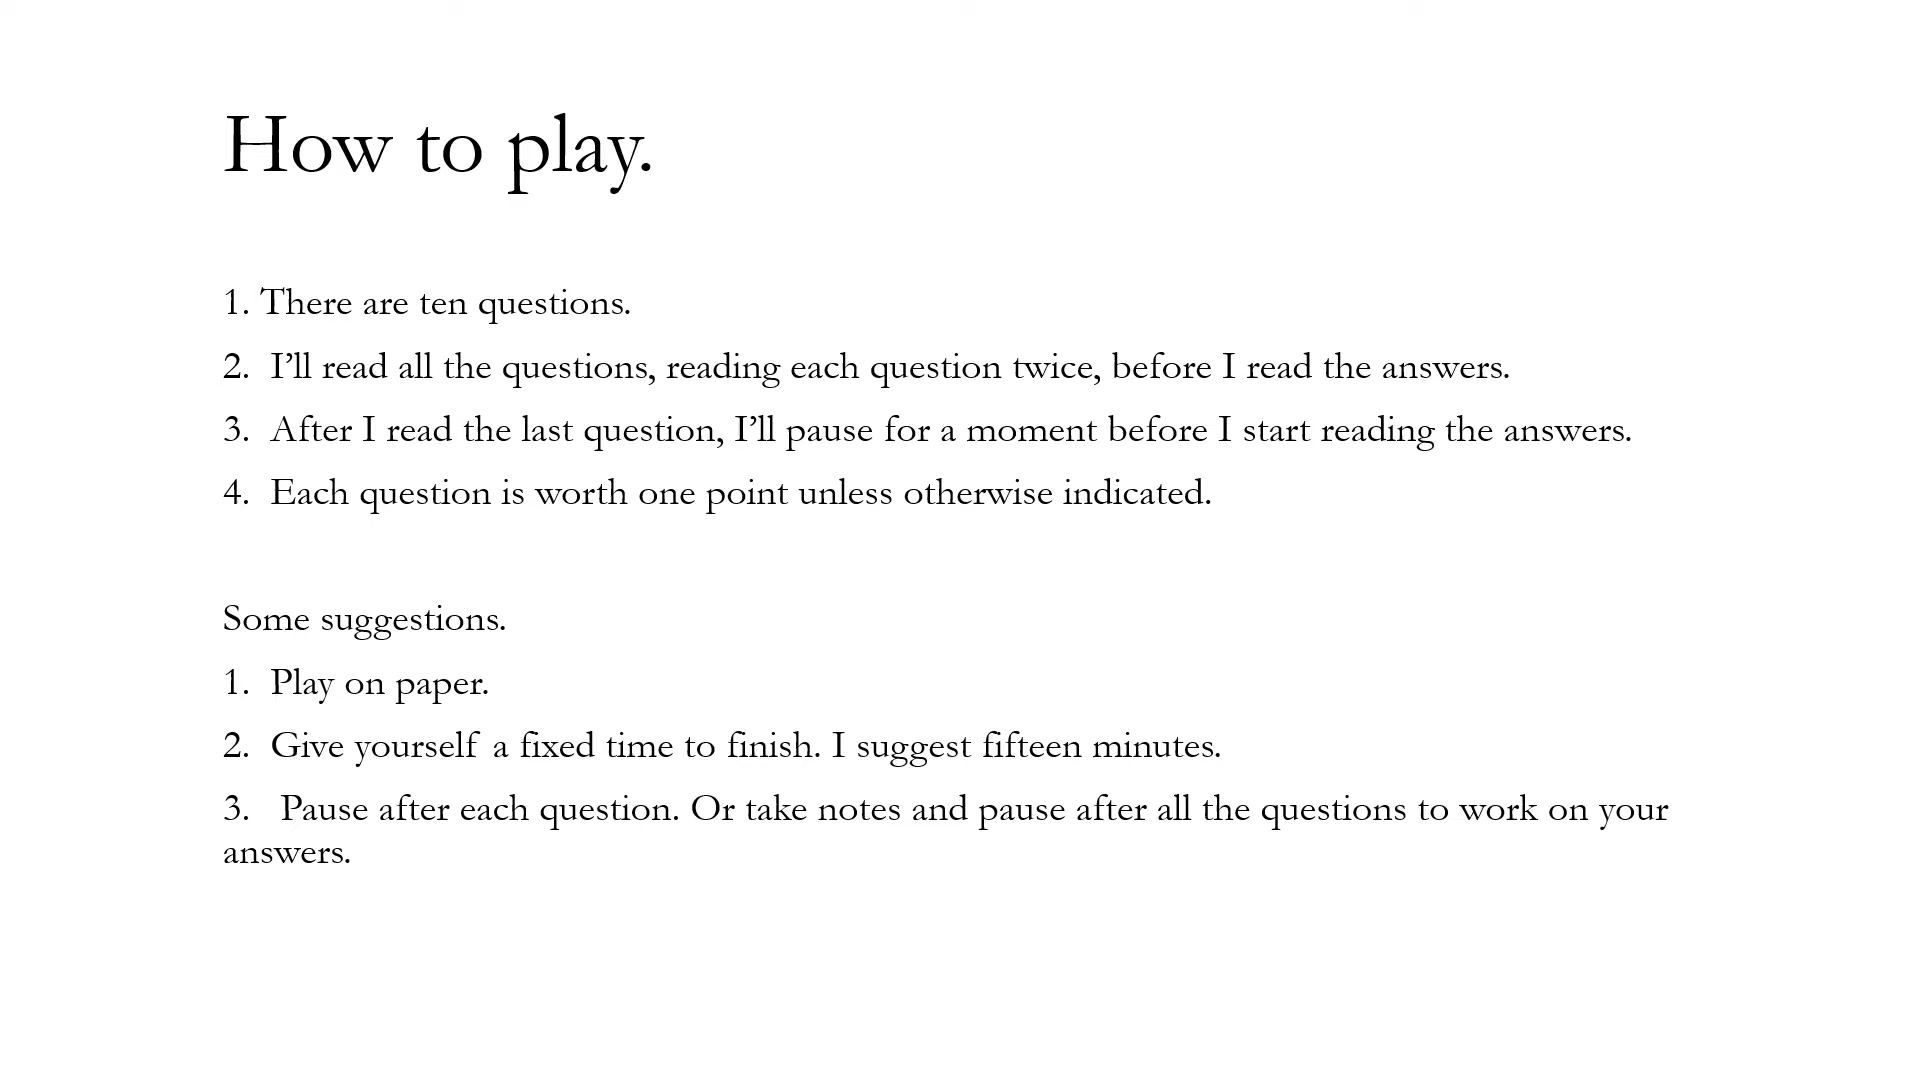 How to play.
1. There are ten questions.
2. I’ll read all the questions, reading each question twice, before I read the answers.
3. After I read the last question, I’ll pause for a moment before I start reading the answers.
4. Each question is worth one point unless otherwise indicated.
Some suggestions.
1. Play on paper.
2. Give yourself a fixed time to finish. I suggest fifteen minutes.
3. Pause after each question. Or take notes and pause after all the questions to work on your
answers.